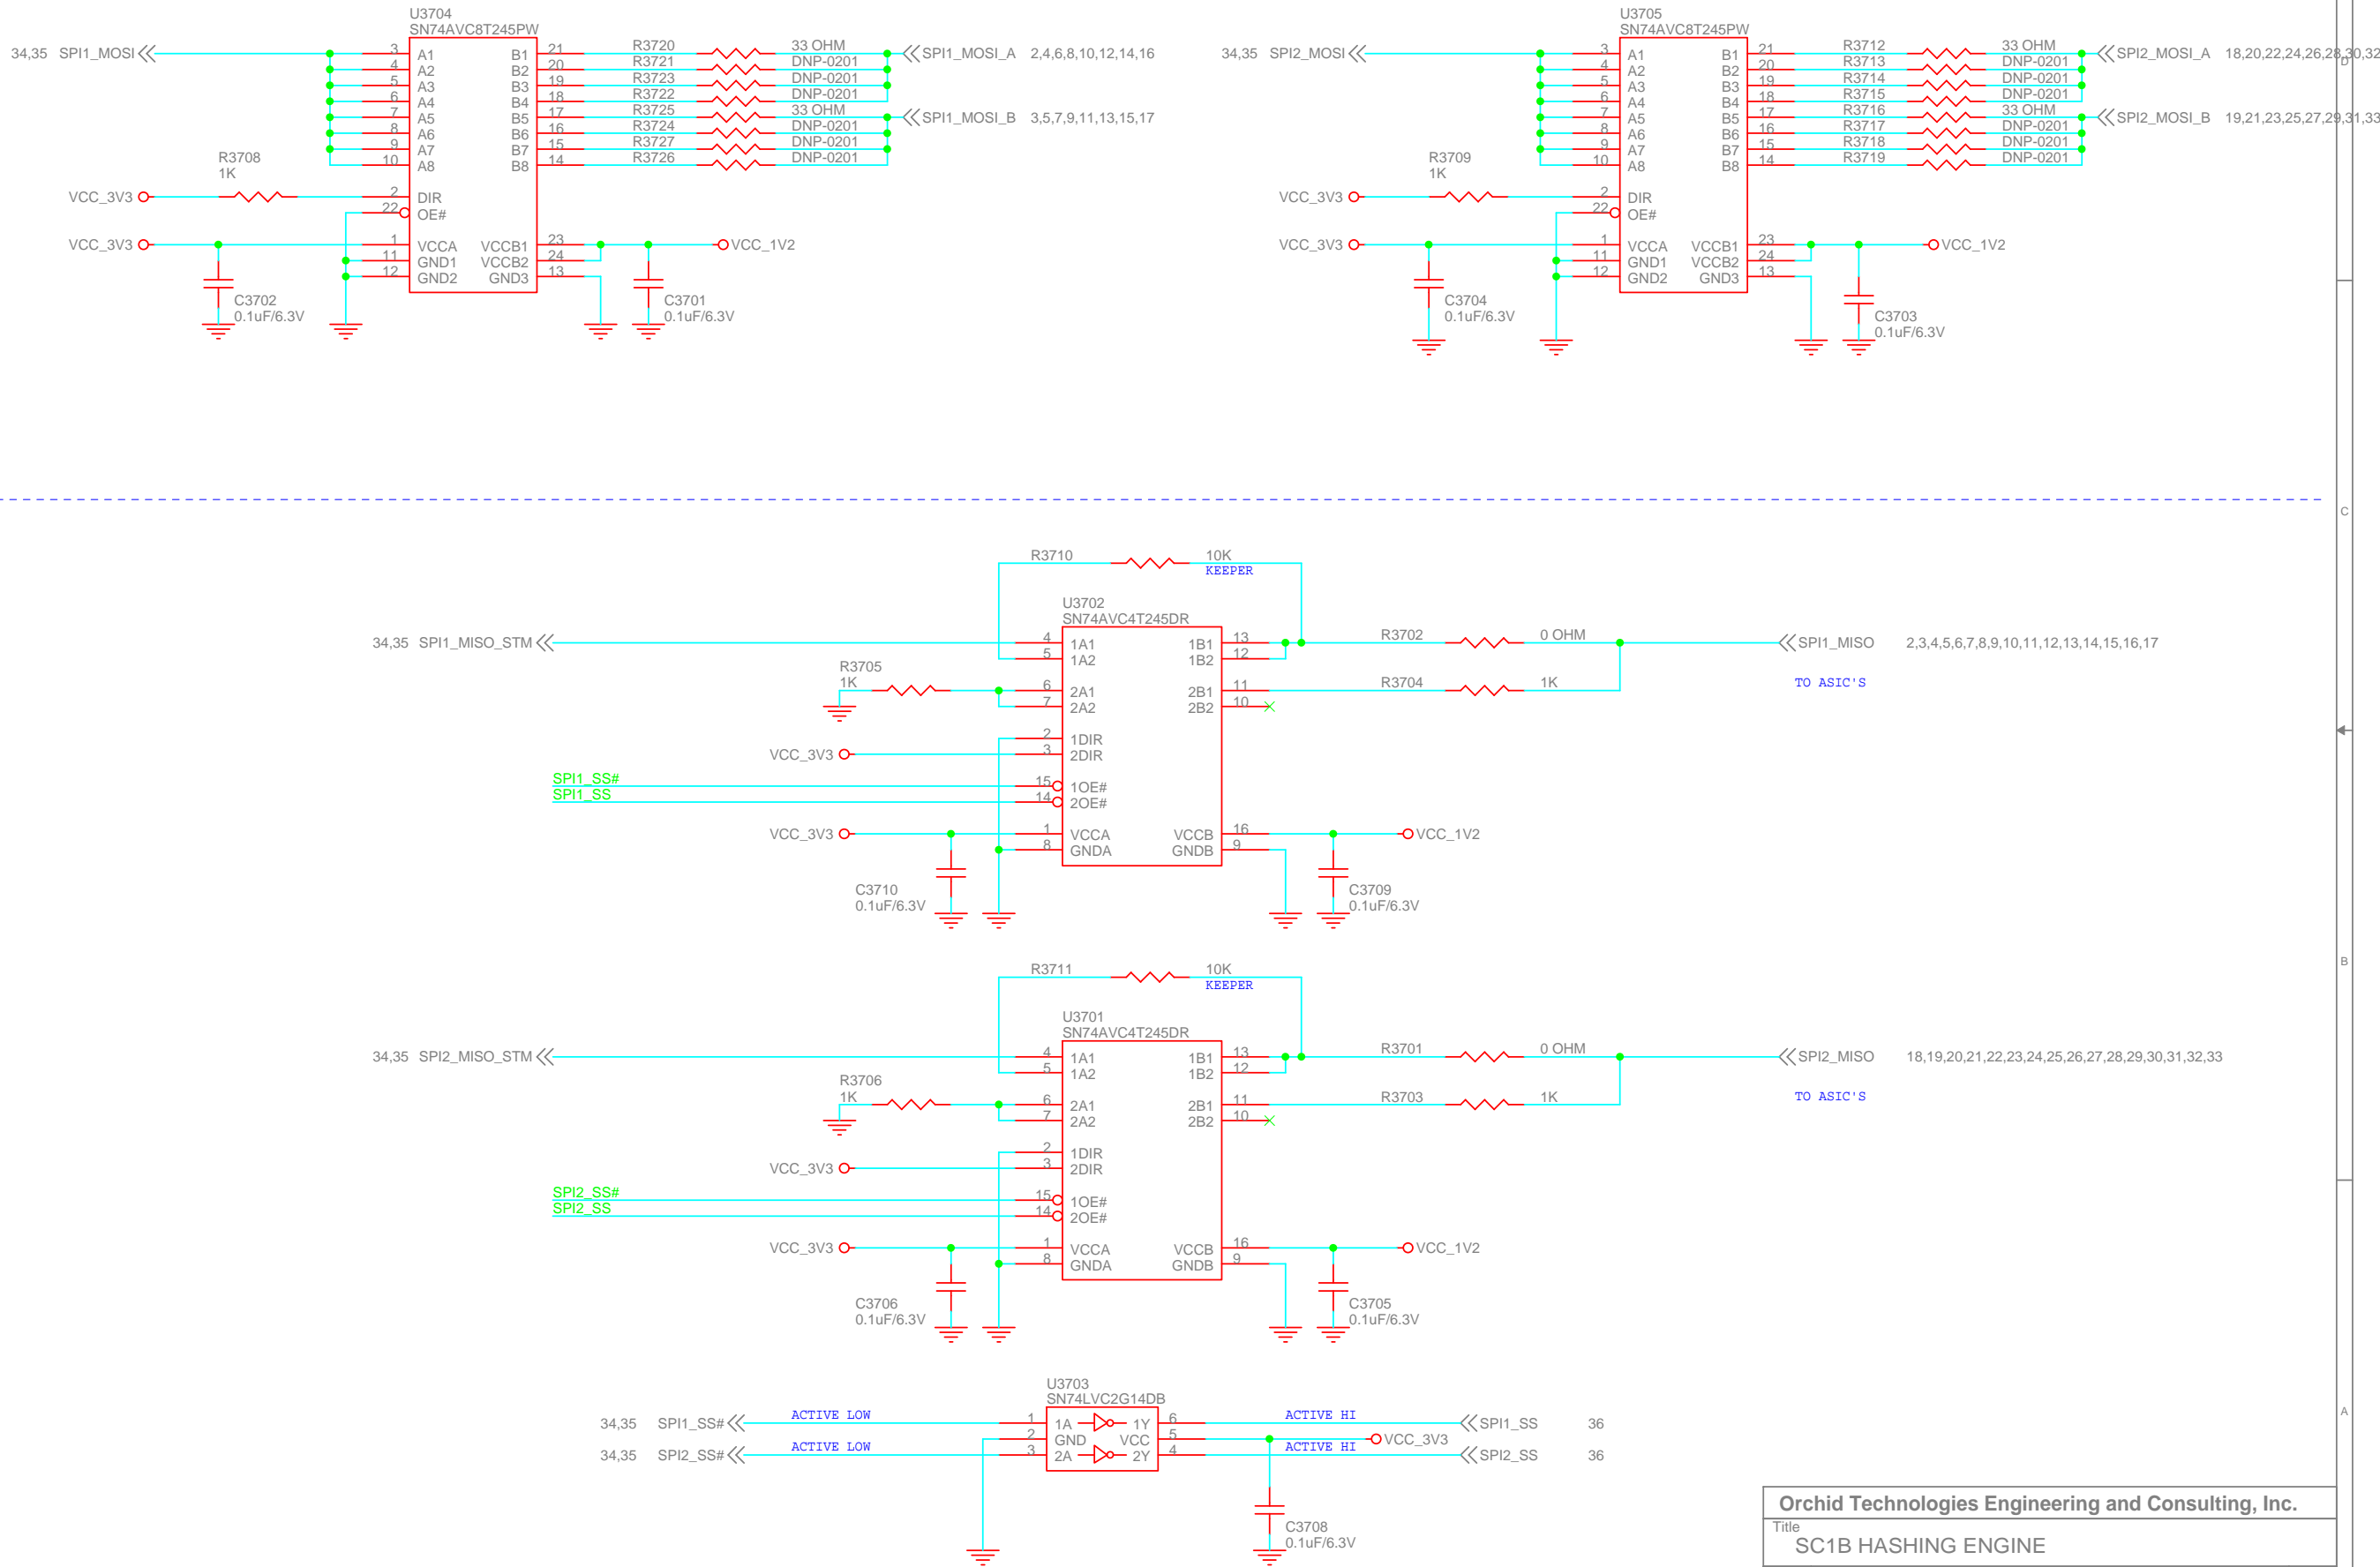 U3704
SN74AVC8T245PW
34,35 SPI1_MOSI
3 A1 B1 21 R3720 33 OHM SPI1_MOSI_A 2,4,6,8,10,12,14,16
4 A2 B2 20 R3721 DNP-0201
5 A3 B3 19 R3723 DNP-0201
6 A4 B4 18 R3722 DNP-0201
7 A5 B5 17 R3725 33 OHM SPI1_MOSI_B 3,5,7,9,11,13,15,17
8 A6 B6 16 R3724 DNP-0201
9 A7 B7 15 R3727 DNP-0201
10 A8 B8 14 R3726 DNP-0201
R3708
1K
VCC_3V3 2 DIR
22 OE#
VCC_3V3 1 VCCA VCCB1 23 VCC_1V2
11 GND1 VCCB2 24
12 GND2 GND3 13
C3702
0.1uF/6.3V
C3701
0.1uF/6.3V
U3705
SN74AVC8T245PW
34,35 SPI2_MOSI
3 A1 B1 21 R3712 33 OHM SPI2_MOSI_A 18,20,22,24,26,28,30,32
4 A2 B2 20 R3713 DNP-0201
5 A3 B3 19 R3714 DNP-0201
6 A4 B4 18 R3715 DNP-0201
7 A5 B5 17 R3716 33 OHM SPI2_MOSI_B 19,21,23,25,27,29,31,33
8 A6 B6 16 R3717 DNP-0201
9 A7 B7 15 R3718 DNP-0201
10 A8 B8 14 R3719 DNP-0201
R3709
1K
VCC_3V3 2 DIR
22 OE#
VCC_3V3 1 VCCA VCCB1 23 VCC_1V2
11 GND1 VCCB2 24
12 GND2 GND3 13
C3704
0.1uF/6.3V
C3703
0.1uF/6.3V
D
C
R3710 10K
KEEPER
U3702
SN74AVC4T245DR
34,35 SPI1_MISO_STM 4 1A1 1B1 13 R3702 0 OHM SPI1_MISO 2,3,4,5,6,7,8,9,10,11,12,13,14,15,16,17
5 1A2 1B2 12
R3705
1K
6 2A1 2B1 11 R3704 1K
TO ASIC'S
7 2A2 2B2 10
2 1DIR
VCC_3V3 3 2DIR
SPI1_SS# 15 1OE#
SPI1_SS 14 2OE#
VCC_3V3 1 VCCA VCCB 16 VCC_1V2
8 GNDA GNDB 9
C3710
0.1uF/6.3V
C3709
0.1uF/6.3V
B
R3711 10K
KEEPER
U3701
SN74AVC4T245DR
34,35 SPI2_MISO_STM 4 1A1 1B1 13 R3701 0 OHM SPI2_MISO 18,19,20,21,22,23,24,25,26,27,28,29,30,31,32,33
5 1A2 1B2 12
R3706
1K
6 2A1 2B1 11 R3703 1K
TO ASIC'S
7 2A2 2B2 10
2 1DIR
VCC_3V3 3 2DIR
SPI2_SS# 15 1OE#
SPI2_SS 14 2OE#
VCC_3V3 1 VCCA VCCB 16 VCC_1V2
8 GNDA GNDB 9
C3706
0.1uF/6.3V
C3705
0.1uF/6.3V
U3703
SN74LVC2G14DB
34,35 SPI1_SS# ACTIVE LOW 1 1A 1Y 6 ACTIVE HI SPI1_SS 36
2 GND VCC 5 VCC_3V3
34,35 SPI2_SS# ACTIVE LOW 3 2A 2Y 4 ACTIVE HI SPI2_SS 36
A
C3708
0.1uF/6.3V
Orchid Technologies Engineering and Consulting, Inc.
Title
SC1B HASHING ENGINE